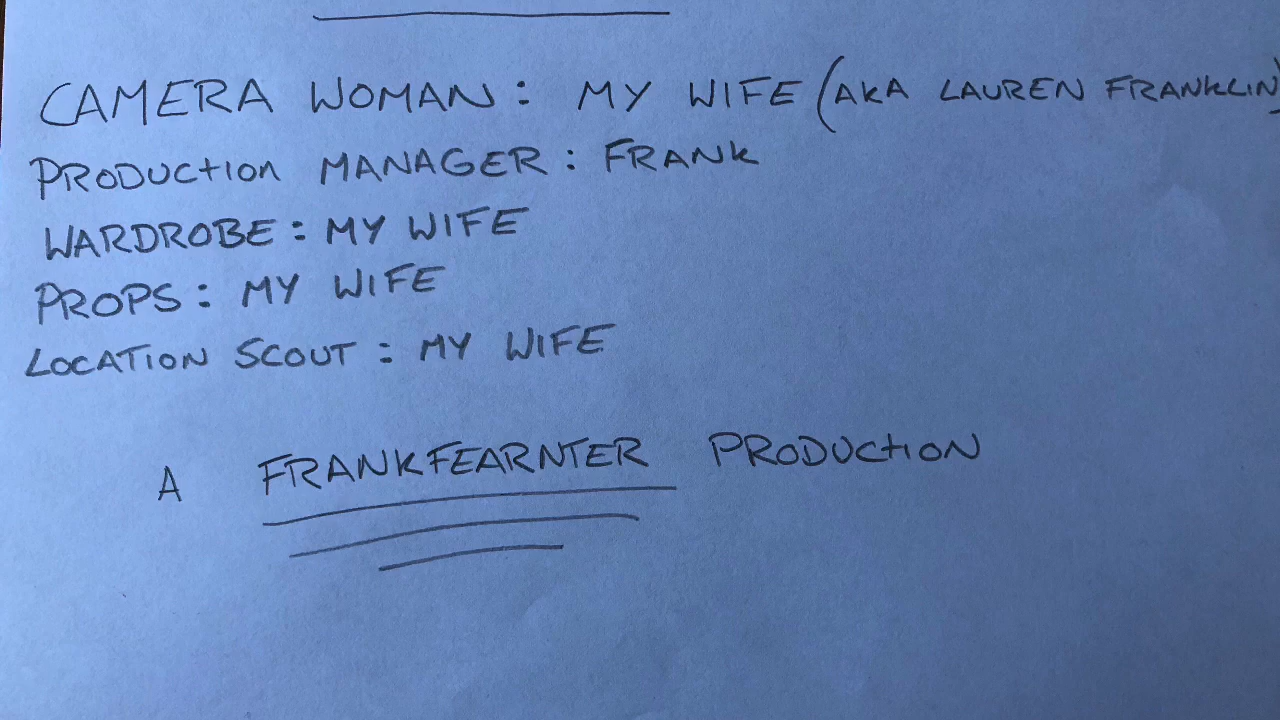 CAMERA WOMAN: MY WIFE (AKA LAUREN FRANKLIN)
PRODUCTION MANAGER: FRANK
WARDROBE: MY WIFE
PROPS: MY WIFE
LOCATION SCOUT: MY WIFE
A FRANKFEARNTER PRODUCTION